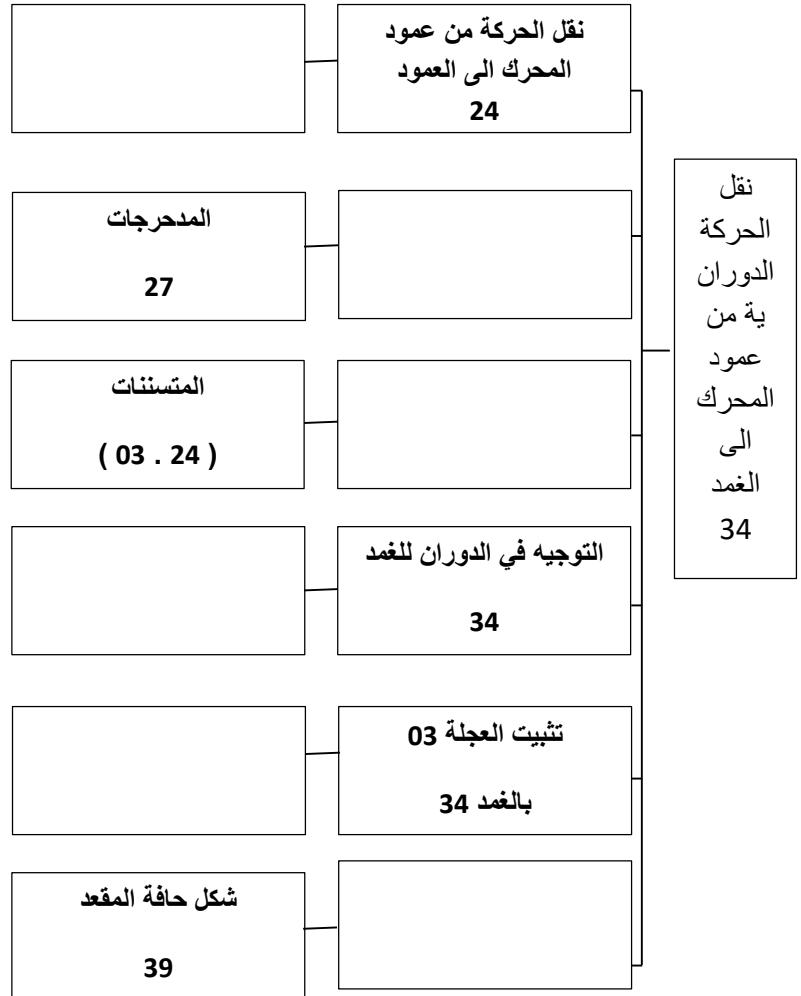 نقل الحركة من عمود
المحرك الى العمود
24
نقل
الحركة
الدوران
ية من
عمود
المحرك
الى
الغمد
34
المدحرجات
27
المتسننات
( 03 . 24 )
التوجيه في الدوران للغمد
34
تثبيت العجلة 03
بالغمد 34
شكل حافة المقعد
39